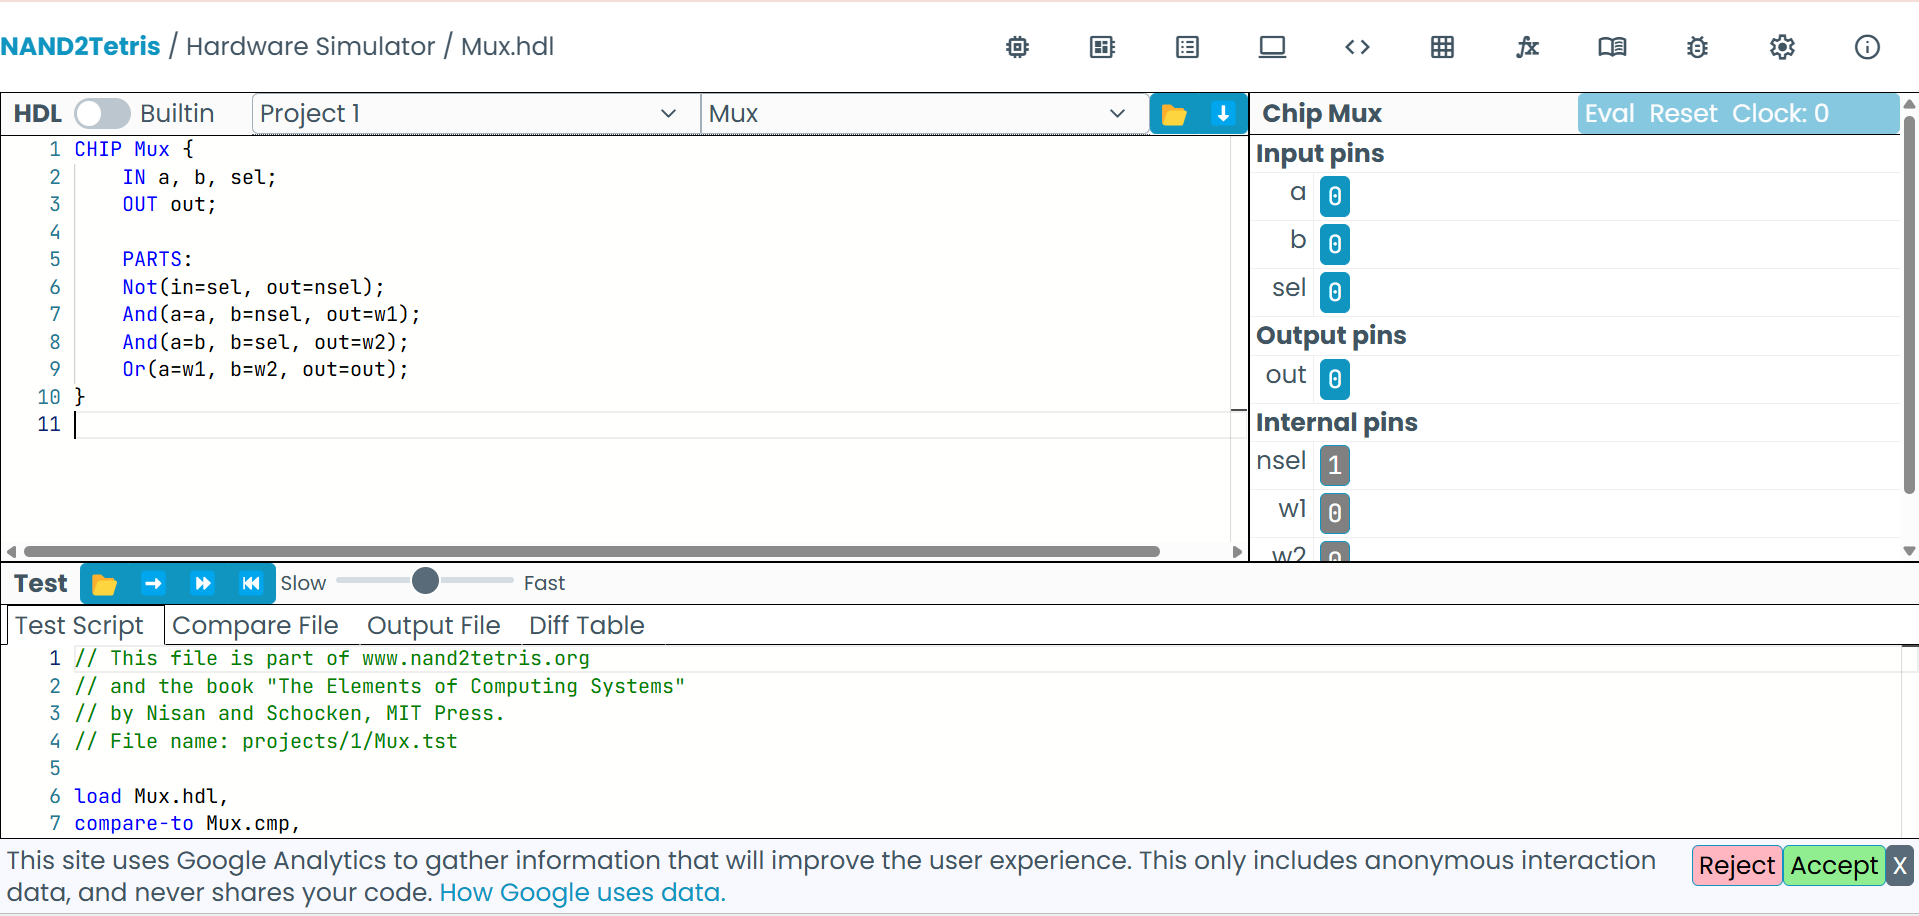 NAND2Tetris / Hardware Simulator / Mux.hdl
HDL Builtin Project 1 Mux
1 CHIP Mux {
2     IN a, b, sel;
3     OUT out;
4
5     PARTS:
6     Not(in=sel, out=nsel);
7     And(a=a, b=nsel, out=w1);
8     And(a=b, b=sel, out=w2);
9     Or(a=w1, b=w2, out=out);
10 }
11
Chip Mux Eval Reset Clock: 0
Input pins
a 0
b 0
sel 0
Output pins
out 0
Internal pins
nsel 1
w1 0
w2 0
Test Slow Fast
Test Script Compare File Output File Diff Table
1 // This file is part of www.nand2tetris.org
2 // and the book "The Elements of Computing Systems"
3 // by Nisan and Schocken, MIT Press.
4 // File name: projects/1/Mux.tst
5
6 load Mux.hdl,
7 compare-to Mux.cmp,
This site uses Google Analytics to gather information that will improve the user experience. This only includes anonymous interaction
data, and never shares your code. How Google uses data.
Reject Accept X